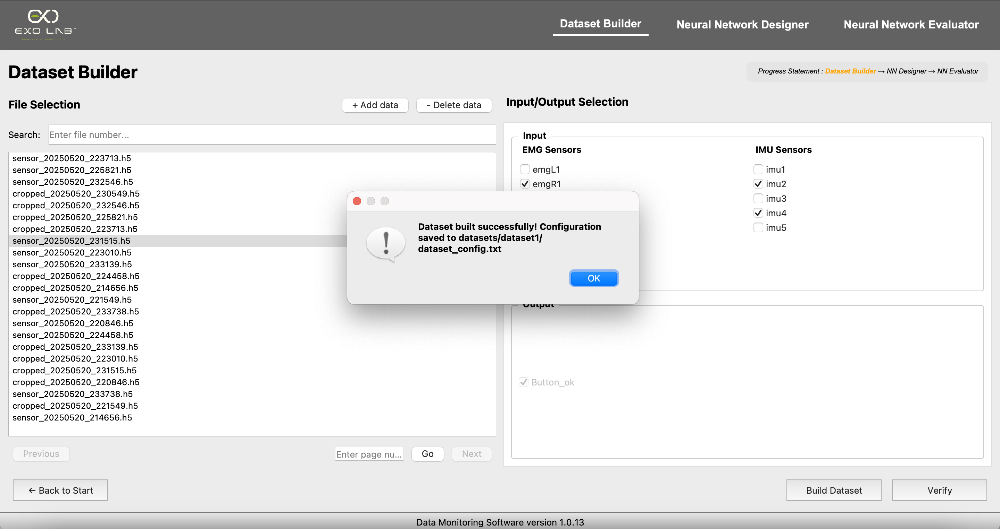 EXO LAB
Dataset Builder
Neural Network Designer
Neural Network Evaluator
Dataset Builder
Progress Statement : Dataset Builder → NN Designer → NN Evaluator
File Selection
+ Add data
- Delete data
Search:
Enter file number...
sensor_20250520_223713.h5
sensor_20250520_225821.h5
sensor_20250520_232546.h5
cropped_20250520_230549.h5
cropped_20250520_232546.h5
cropped_20250520_225821.h5
cropped_20250520_223713.h5
sensor_20250520_231515.h5
sensor_20250520_223010.h5
sensor_20250520_233139.h5
cropped_20250520_224458.h5
cropped_20250520_214656.h5
sensor_20250520_221549.h5
cropped_20250520_233738.h5
sensor_20250520_220846.h5
sensor_20250520_224458.h5
cropped_20250520_233139.h5
cropped_20250520_223010.h5
cropped_20250520_231515.h5
cropped_20250520_220846.h5
sensor_20250520_233738.h5
cropped_20250520_221549.h5
sensor_20250520_214656.h5
Previous
Enter page nu...
Go
Next
Input/Output Selection
Input
EMG Sensors
emgL1
emgR1
IMU Sensors
imu1
imu2
imu3
imu4
imu5
Dataset built successfully! Configuration
saved to datasets/dataset1/
dataset_config.txt
OK
Output
Button_ok
← Back to Start
Build Dataset
Verify
Data Monitoring Software version 1.0.13